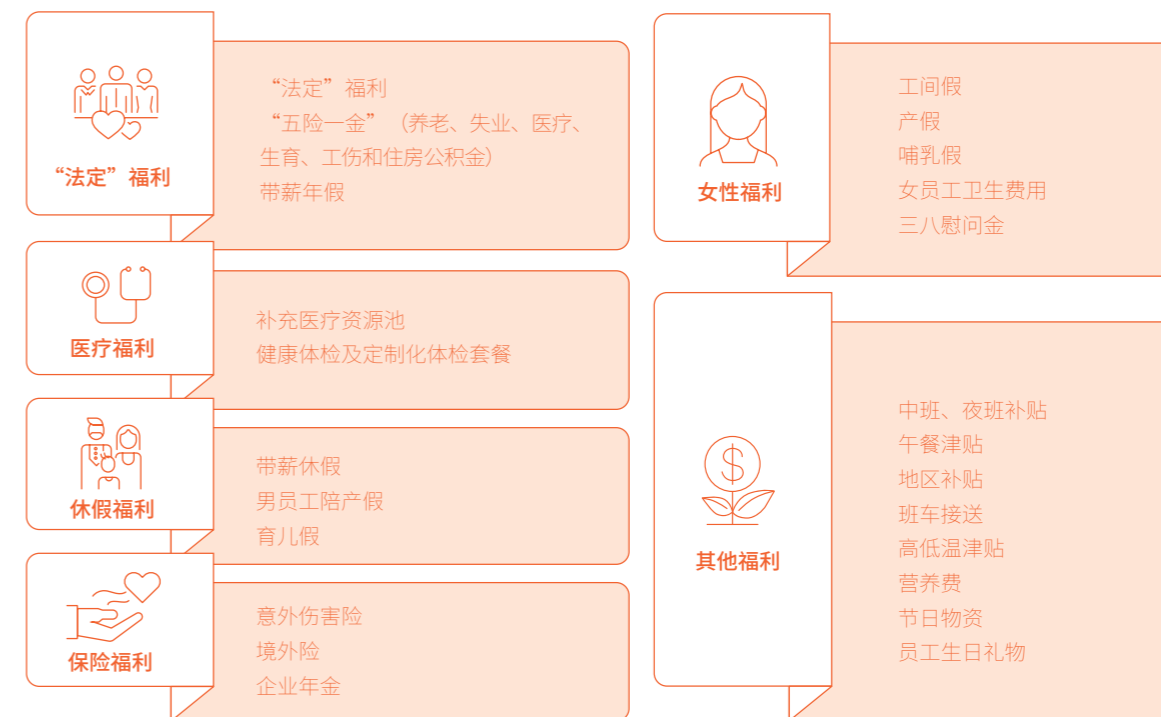 “法定”福利
“法定”福利
“五险一金”（养老、失业、医疗、
生育、工伤和住房公积金）
带薪年假
医疗福利
补充医疗资源池
健康体检及定制化体检套餐
休假福利
带薪休假
男员工陪产假
育儿假
保险福利
意外伤害险
境外险
企业年金
女性福利
工间假
产假
哺乳假
女员工卫生费用
三八慰问金
其他福利
中班、夜班补贴
午餐津贴
地区补贴
班车接送
高低温津贴
营养费
节日物资
员工生日礼物